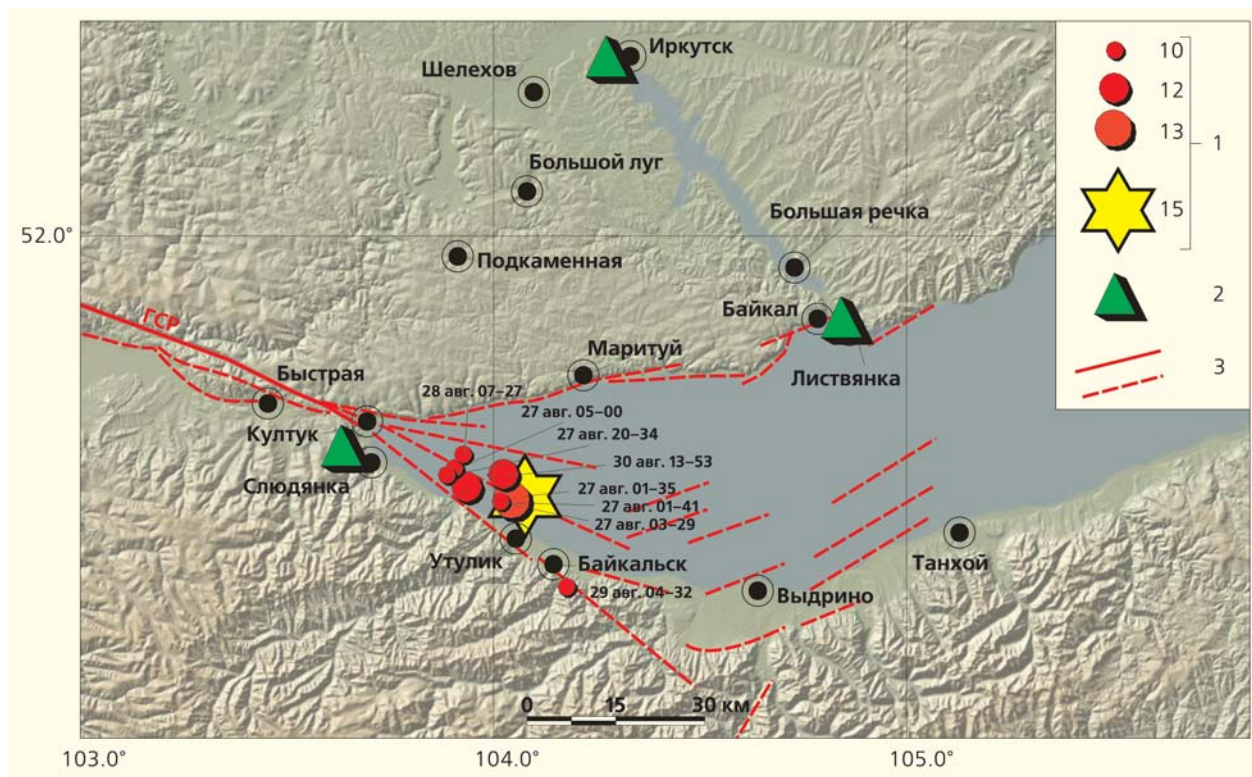 Иркутск
Шелехов
Большой луг
Большая речка
52.0°
Подкаменная
Байкал
ГСР
Маритуй
Быстрая
Листвянка
28 авг. 07–27
27 авг. 05–00
Култук
27 авг. 20–34
30 авг. 13–53
Слюдянка
27 авг. 01–35
27 авг. 01–41
27 авг. 03–29
Утулик
Байкальск
Танхой
29 авг. 04–32
Выдрино
0 15 30 км
103.0° 104.0° 105.0°
10
12
13
1
15
2
3